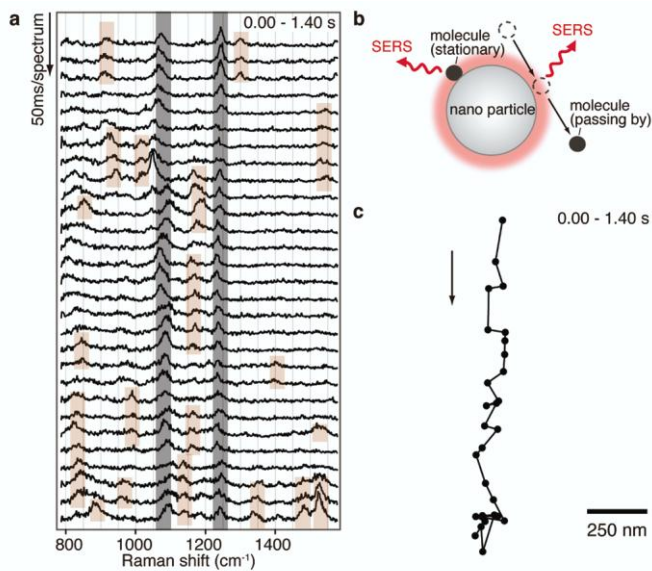 a
0.00 - 1.40 s
50ms/spectrum
800
1000
1200
1400
Raman shift (cm⁻¹)
b
molecule
(stationary)
SERS
SERS
nano particle
molecule
(passing by)
c
0.00 - 1.40 s
250 nm